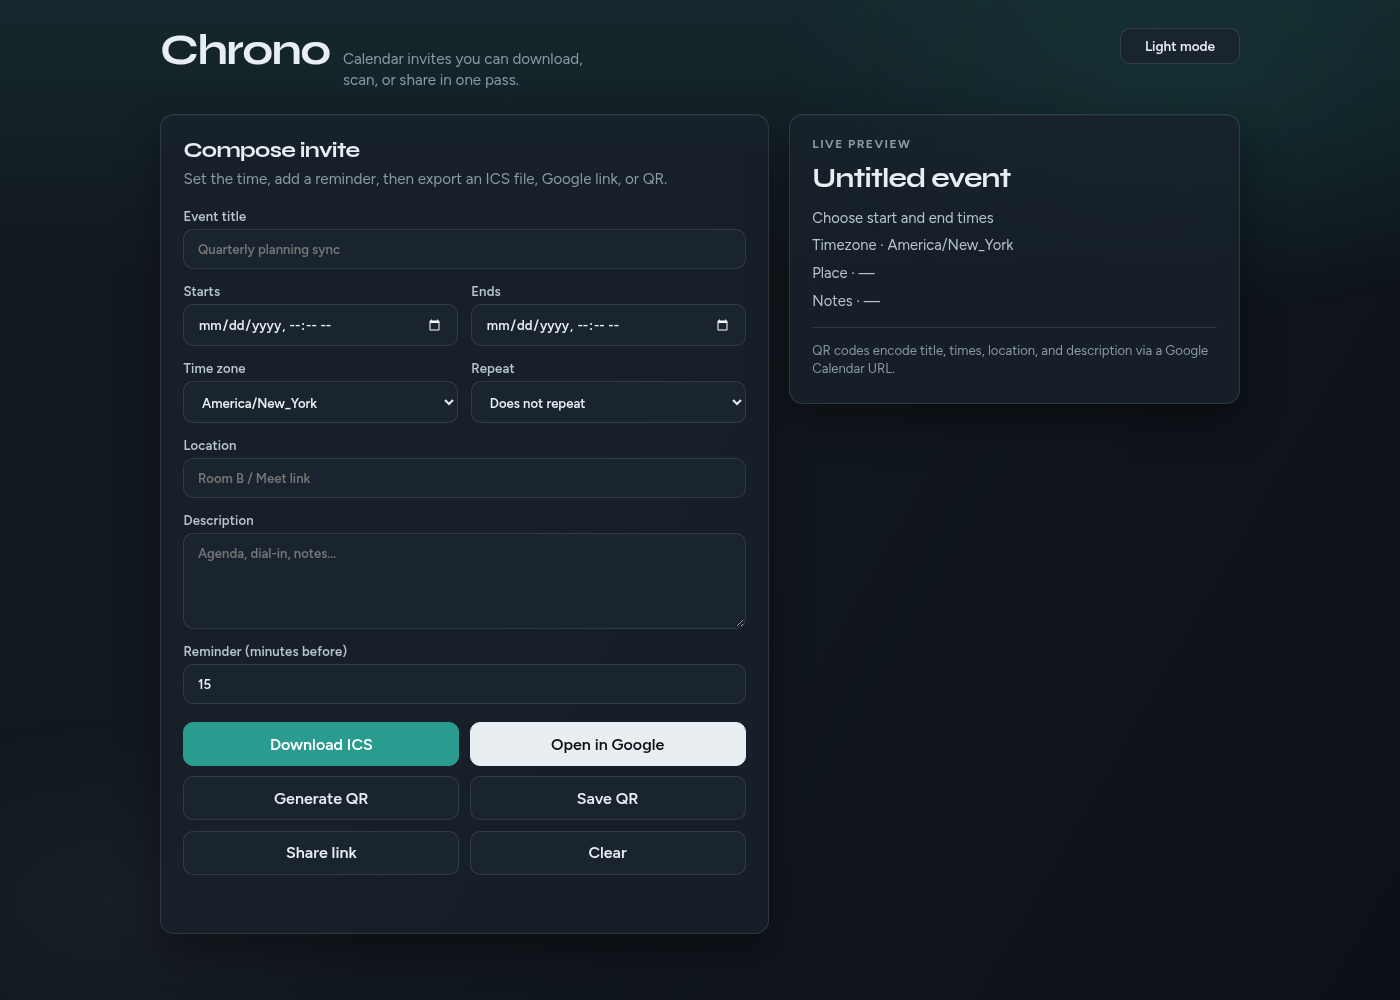 Chrono
Calendar invites you can download,
scan, or share in one pass.
Light mode
Compose invite
Set the time, add a reminder, then export an ICS file, Google link, or QR.
Event title
Quarterly planning sync
Starts
Ends
mm/dd/yyyy, --:-- --
mm/dd/yyyy, --:-- --
Time zone
Repeat
America/New_York
Does not repeat
Location
Room B / Meet link
Description
Agenda, dial-in, notes...
Reminder (minutes before)
15
Download ICS
Open in Google
Generate QR
Save QR
Share link
Clear
LIVE PREVIEW
Untitled event
Choose start and end times
Timezone · America/New_York
Place · —
Notes · —
QR codes encode title, times, location, and description via a Google
Calendar URL.